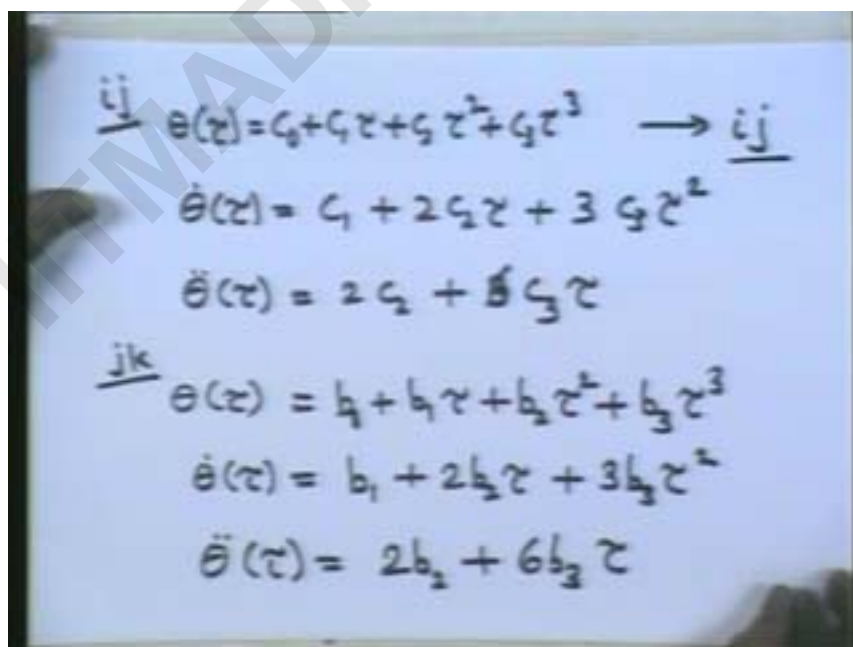 ij θ(τ) = c₀ + c₁τ + c₂τ² + c₃τ³ → ij
θ̇(τ) = c₁ + 2c₂τ + 3c₃τ²
θ̈(τ) = 2c₂ + 6c₃τ
jk
θ(τ) = b₀ + b₁τ + b₂τ² + b₃τ³
θ̇(τ) = b₁ + 2b₂τ + 3b₃τ²
θ̈(τ) = 2b₂ + 6b₃τ